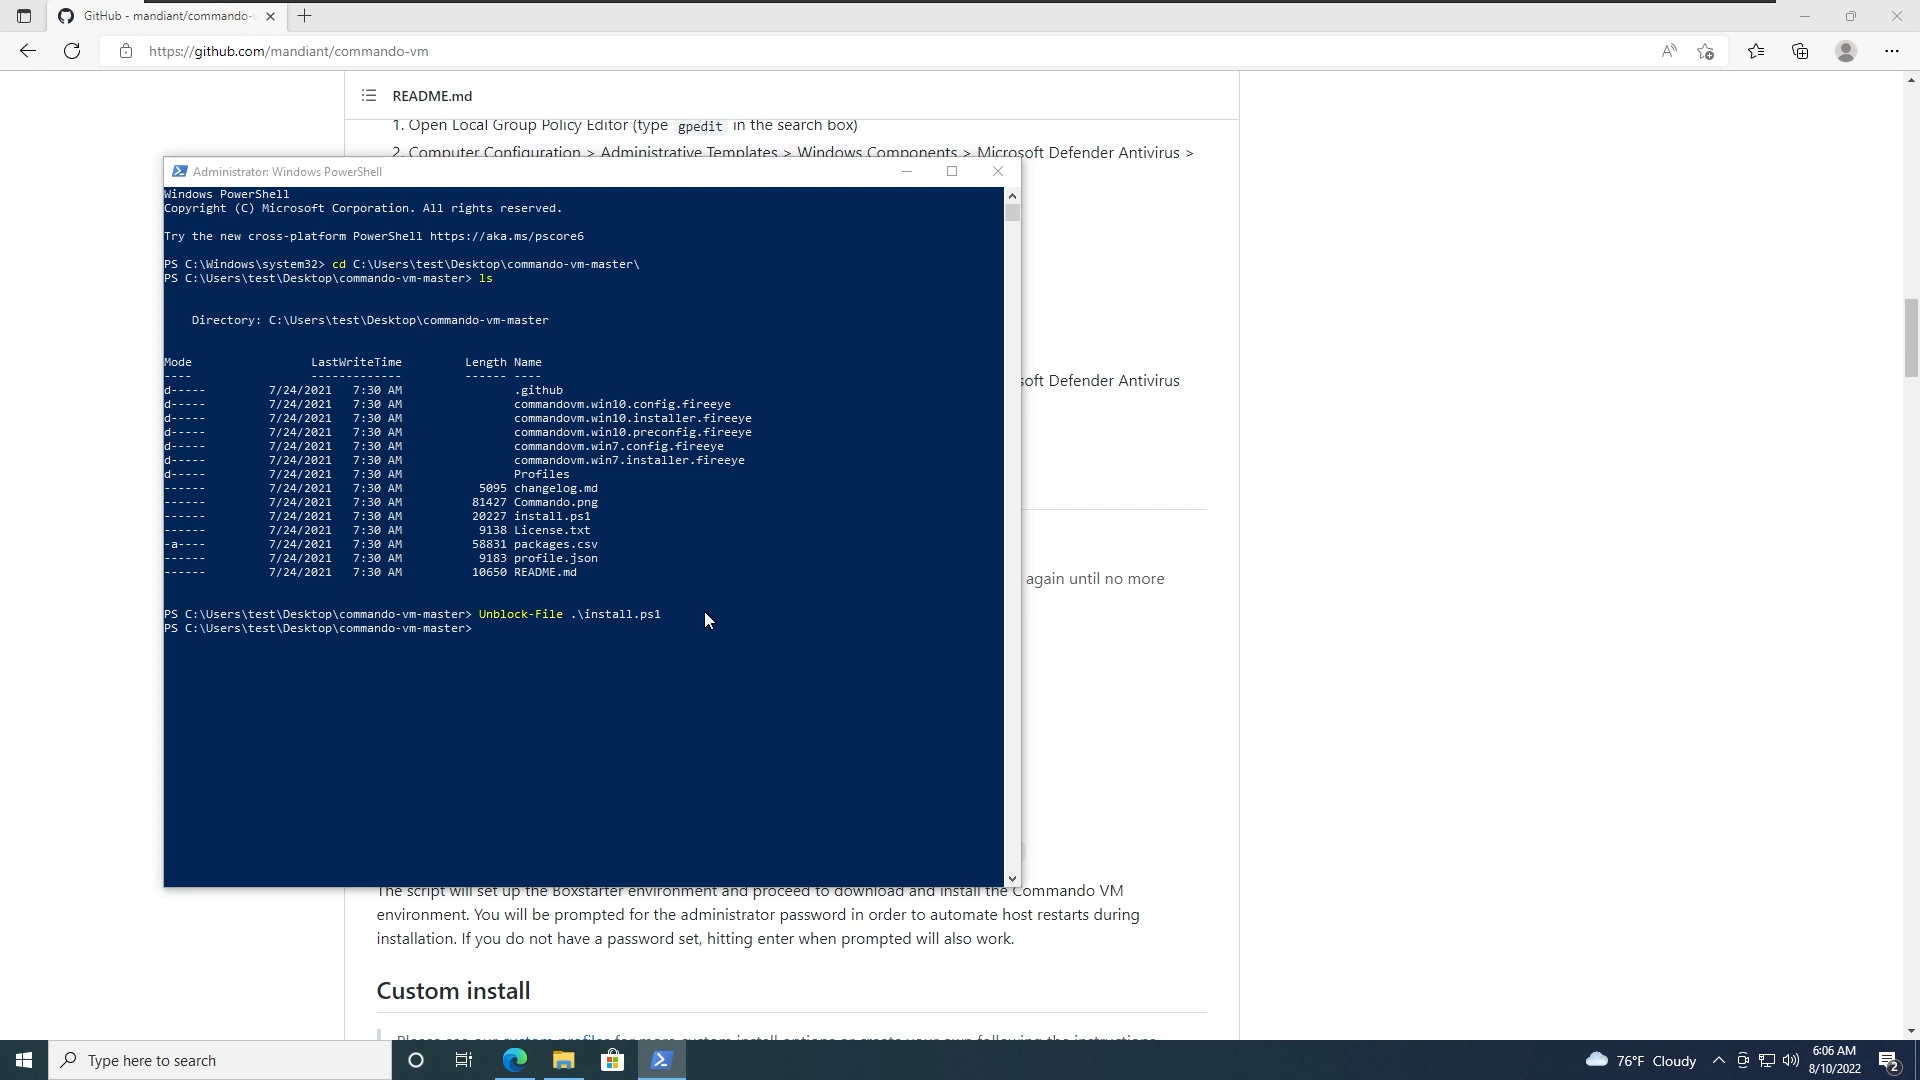 GitHub - mandiant/commando-
https://github.com/mandiant/commando-vm
README.md
1. Open Local Group Policy Editor (type gpedit in the search box)
2. Computer Configuration > Administrative Templates > Windows Components > Microsoft Defender Antivirus >
Administrator: Windows PowerShell
Windows PowerShell
Copyright (C) Microsoft Corporation. All rights reserved.
Try the new cross-platform PowerShell https://aka.ms/pscore6
PS C:\Windows\system32> cd C:\Users\test\Desktop\commando-vm-master\
PS C:\Users\test\Desktop\commando-vm-master> ls
Directory: C:\Users\test\Desktop\commando-vm-master
Mode LastWriteTime Length Name
---- ------------- ------ ----
d----- 7/24/2021 7:30 AM .github
d----- 7/24/2021 7:30 AM commandovm.win10.config.fireeye
d----- 7/24/2021 7:30 AM commandovm.win10.installer.fireeye
d----- 7/24/2021 7:30 AM commandovm.win10.preconfig.fireeye
d----- 7/24/2021 7:30 AM commandovm.win7.config.fireeye
d----- 7/24/2021 7:30 AM commandovm.win7.installer.fireeye
d----- 7/24/2021 7:30 AM Profiles
------ 7/24/2021 7:30 AM 5095 changelog.md
------ 7/24/2021 7:30 AM 81427 Commando.png
------ 7/24/2021 7:30 AM 20227 install.ps1
------ 7/24/2021 7:30 AM 9138 License.txt
-a---- 7/24/2021 7:30 AM 58831 packages.csv
------ 7/24/2021 7:30 AM 9183 profile.json
------ 7/24/2021 7:30 AM 10650 README.md
PS C:\Users\test\Desktop\commando-vm-master> Unblock-File .\install.ps1
PS C:\Users\test\Desktop\commando-vm-master>
soft Defender Antivirus
again until no more
The script will set up the Boxstarter environment and proceed to download and install the Commando VM
environment. You will be prompted for the administrator password in order to automate host restarts during
installation. If you do not have a password set, hitting enter when prompted will also work.
Custom install
Type here to search
76°F Cloudy
6:06 AM
8/10/2022
2